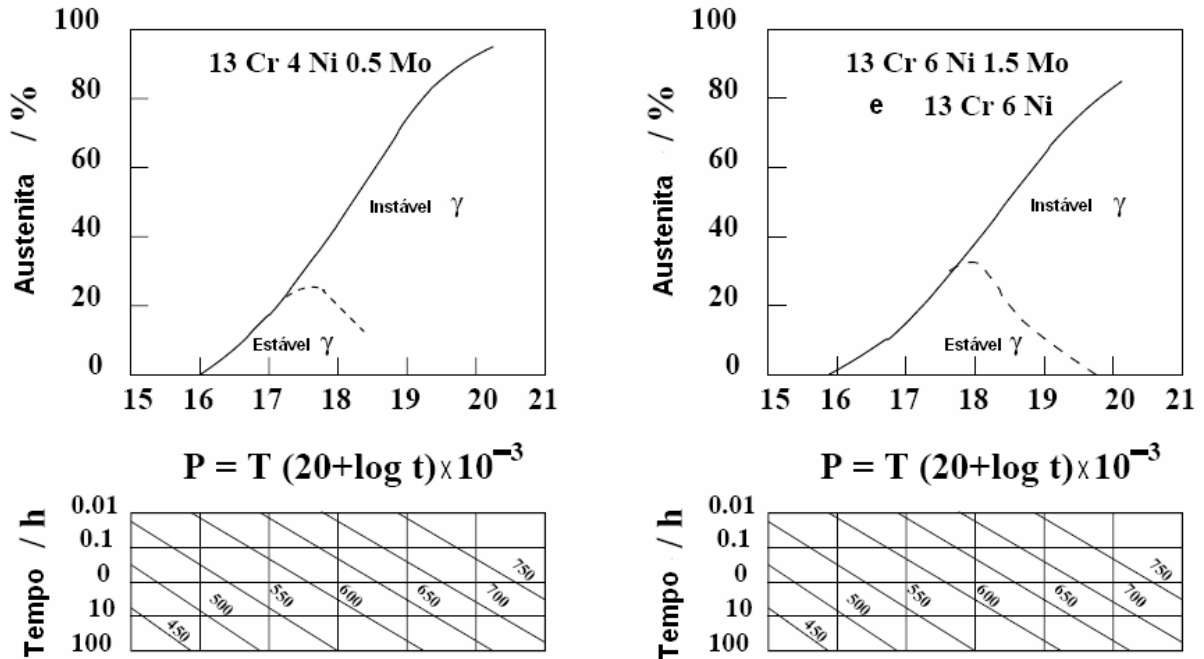 100
13 Cr 4 Ni 0.5 Mo
80
60
Instável γ
40
20
Estável γ
0
Austenita / %
15 16 17 18 19 20 21
P = T (20+log t)x10⁻³
0.01
0.1
0
10
100
Tempo / h
450
500
550
600
650
700
750
100
13 Cr 6 Ni 1.5 Mo
e 13 Cr 6 Ni
80
60
Instável γ
40
20
Estável γ
0
Austenita / %
15 16 17 18 19 20 21
P = T (20+log t)x10⁻³
0.01
0.1
0
10
100
Tempo / h
450
500
550
600
650
700
750